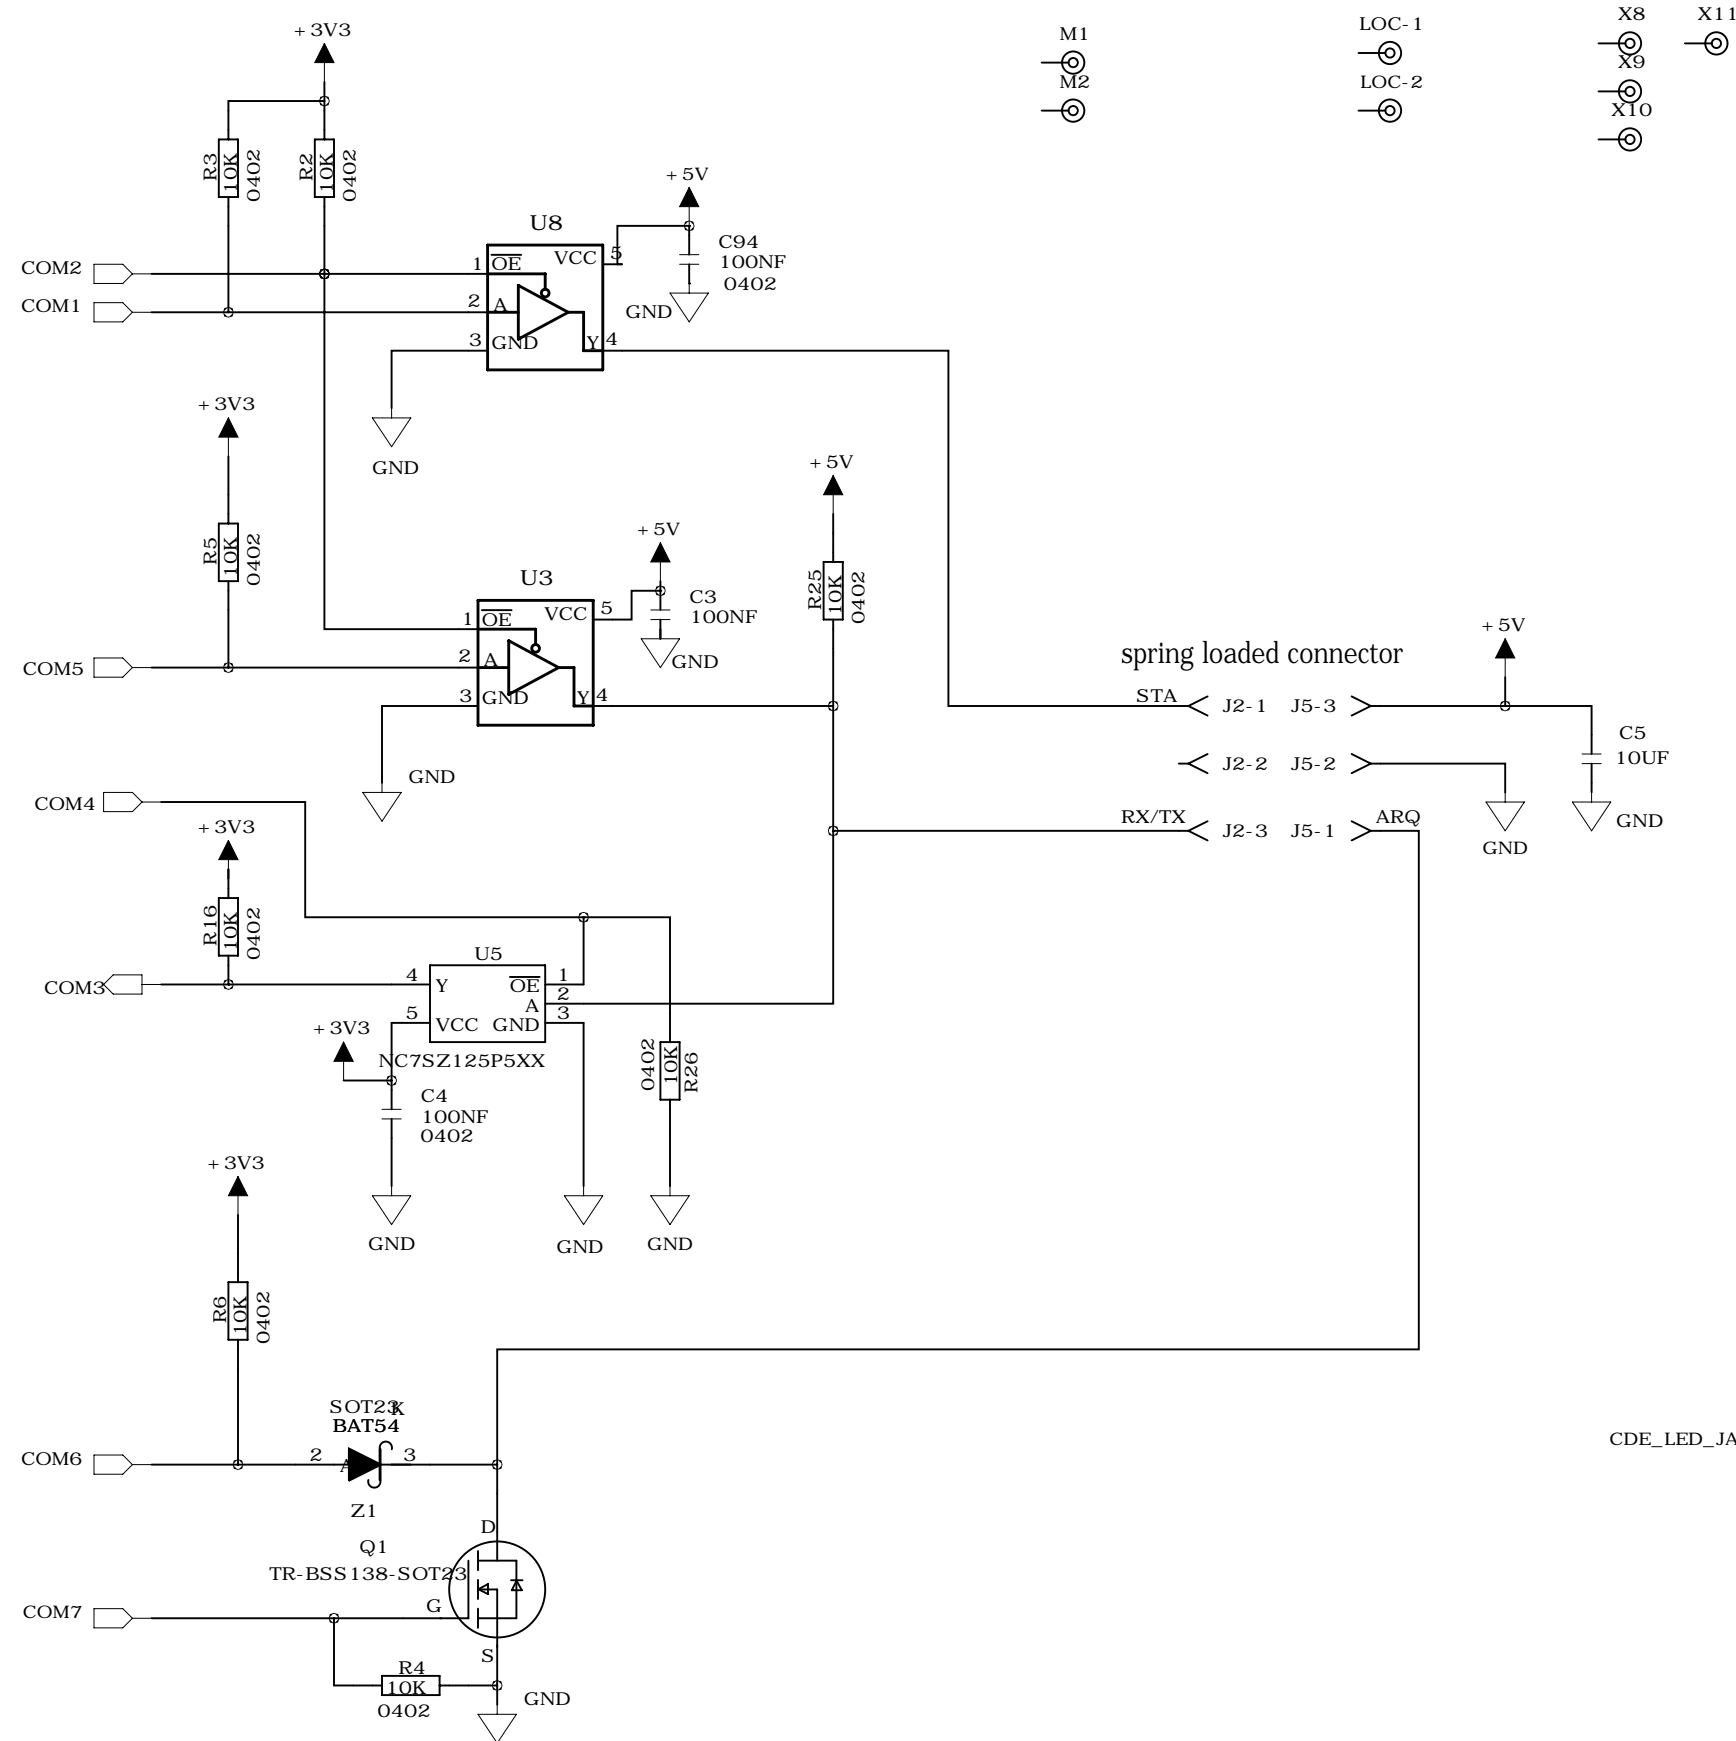 +3V3
M1
M2
LOC-1
LOC-2
X8
X11
X9
X10
R3
10K
0402
R2
10K
0402
COM2
COM1
U8
1
OE
VCC
5
2
A
3
GND
Y
4
+5V
C94
100NF
0402
GND
GND
+3V3
R5
10K
0402
COM5
U3
1
OE
VCC
5
2
A
3
GND
Y
4
+5V
C3
100NF
GND
GND
+5V
R25
10K
0402
spring loaded connector
STA
J2-1
J5-3
J2-2
J5-2
RX/TX
J2-3
J5-1
ARQ
+5V
C5
10UF
GND
GND
COM4
+3V3
R16
10K
0402
COM3
U5
4
Y
OE
1
A
2
5
VCC
GND
3
NC7SZ125P5XX
+3V3
C4
100NF
0402
0402
10K
R26
GND
GND
GND
+3V3
R6
10K
0402
COM6
SOT23
K
BAT54
2
A
3
Z1
CDE_LED_JA
Q1
TR-BSS138-SOT23
D
G
S
COM7
R4
10K
0402
GND